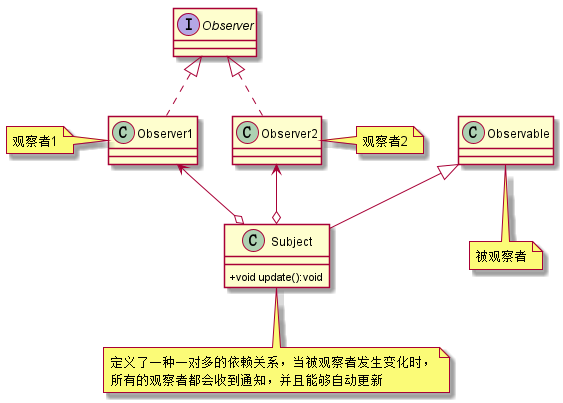 I Observer
观察者1
C Observer1
C Observer2
观察者2
C Observable
C Subject
+void update():void
被观察者
定义了一种一对多的依赖关系，当被观察者发生变化时，
所有的观察者都会收到通知，并且能够自动更新